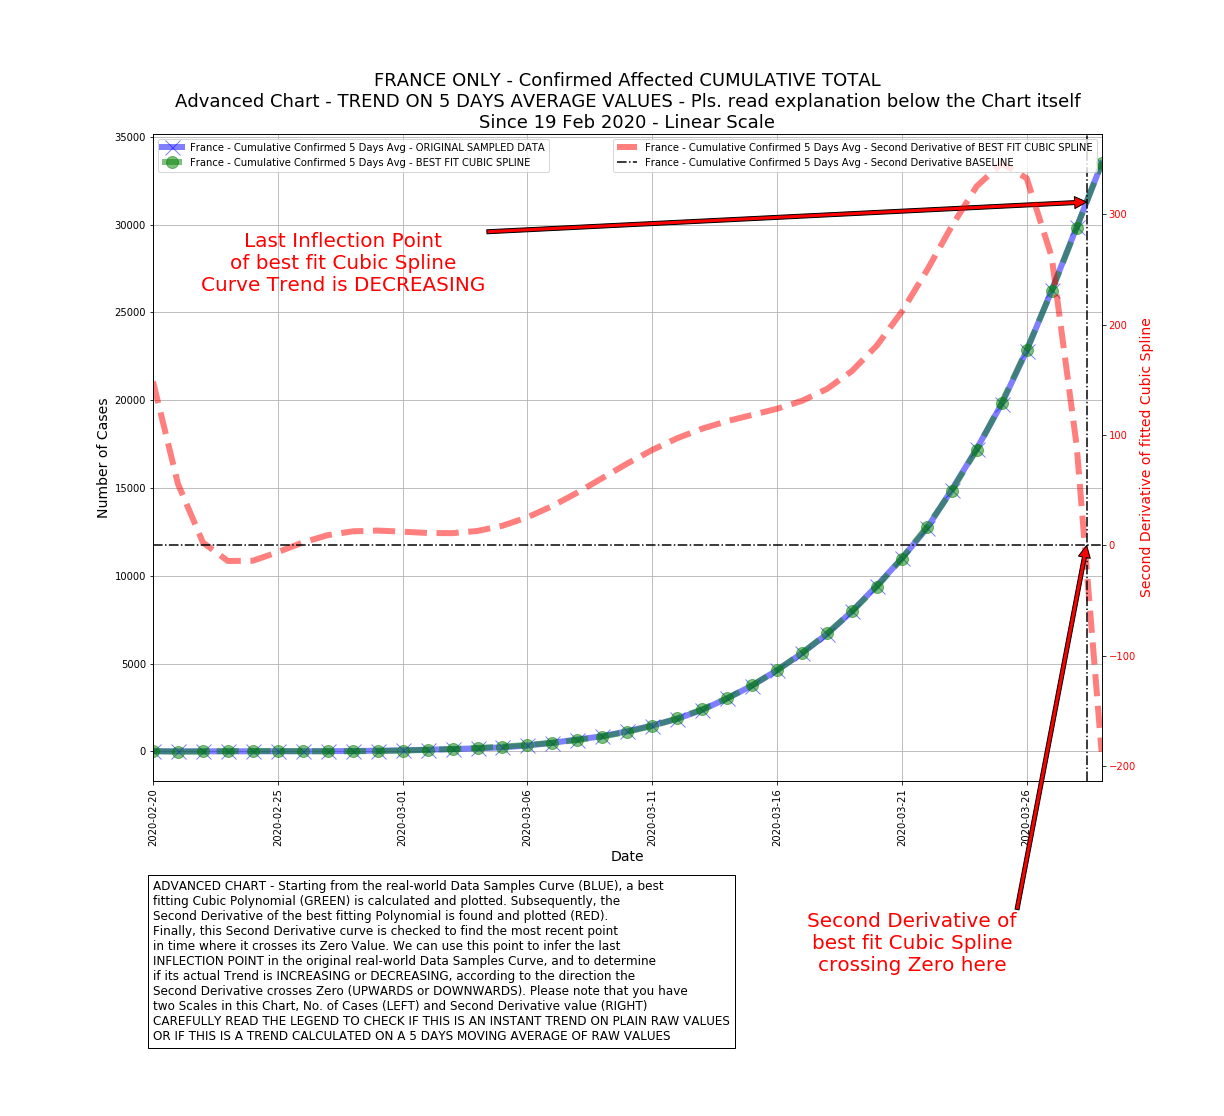 FRANCE ONLY - Confirmed Affected CUMULATIVE TOTAL
Advanced Chart - TREND ON 5 DAYS AVERAGE VALUES - Pls. read explanation below the Chart itself
Since 19 Feb 2020 - Linear Scale
France - Cumulative Confirmed 5 Days Avg - ORIGINAL SAMPLED DATA
France - Cumulative Confirmed 5 Days Avg - BEST FIT CUBIC SPLINE
France - Cumulative Confirmed 5 Days Avg - Second Derivative of BEST FIT CUBIC SPLINE
France - Cumulative Confirmed 5 Days Avg - Second Derivative BASELINE
Last Inflection Point
of best fit Cubic Spline
Curve Trend is DECREASING
Number of Cases
35000
30000
25000
20000
15000
10000
5000
0
300
200
100
0
−100
−200
Second Derivative of fitted Cubic Spline
2020-02-20
2020-02-25
2020-03-01
2020-03-06
2020-03-11
2020-03-16
2020-03-21
2020-03-26
Date
ADVANCED CHART - Starting from the real-world Data Samples Curve (BLUE), a best
fitting Cubic Polynomial (GREEN) is calculated and plotted. Subsequently, the
Second Derivative of the best fitting Polynomial is found and plotted (RED).
Finally, this Second Derivative curve is checked to find the most recent point
in time where it crosses its Zero Value. We can use this point to infer the last
INFLECTION POINT in the original real-world Data Samples Curve, and to determine
if its actual Trend is INCREASING or DECREASING, according to the direction the
Second Derivative crosses Zero (UPWARDS or DOWNWARDS). Please note that you have
two Scales in this Chart, No. of Cases (LEFT) and Second Derivative value (RIGHT)
CAREFULLY READ THE LEGEND TO CHECK IF THIS IS AN INSTANT TREND ON PLAIN RAW VALUES
OR IF THIS IS A TREND CALCULATED ON A 5 DAYS MOVING AVERAGE OF RAW VALUES
Second Derivative of
best fit Cubic Spline
crossing Zero here